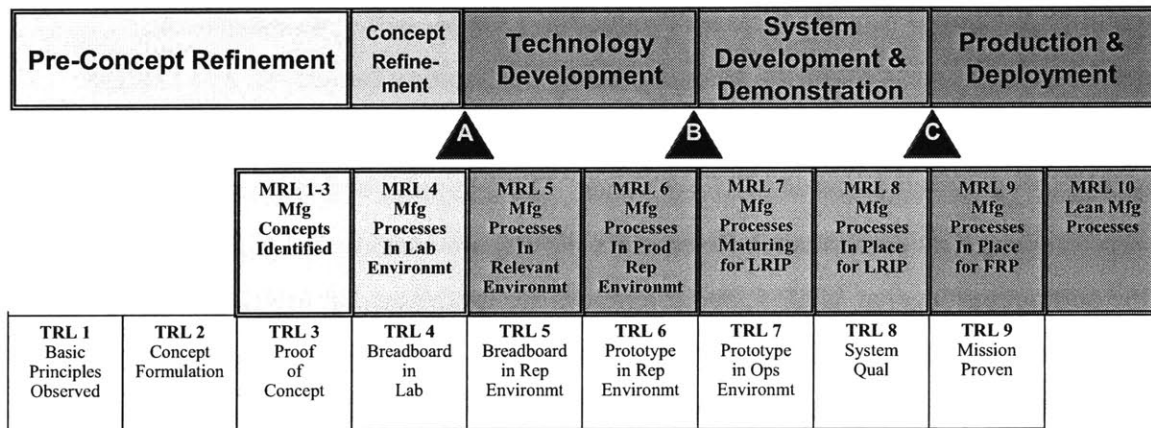 Pre-Concept Refinement
Concept
Refine-
ment
Technology
Development
System
Development &
Demonstration
Production &
Deployment
A
B
C
MRL 1-3
Mfg
Concepts
Identified
MRL 4
Mfg
Processes
In Lab
Environmt
MRL 5
Mfg
Processes
In
Relevant
Environmt
MRL 6
Mfg
Processes
In Prod
Rep
Environmt
MRL 7
Mfg
Processes
Maturing
for LRIP
MRL 8
Mfg
Processes
In Place
for LRIP
MRL 9
Mfg
Processes
In Place
for FRP
MRL 10
Lean Mfg
Processes
TRL 1
Basic
Principles
Observed
TRL 2
Concept
Formulation
TRL 3
Proof
of
Concept
TRL 4
Breadboard
in
Lab
TRL 5
Breadboard
in Rep
Environmt
TRL 6
Prototype
in Rep
Environmt
TRL 7
Prototype
in Ops
Environmt
TRL 8
System
Qual
TRL 9
Mission
Proven